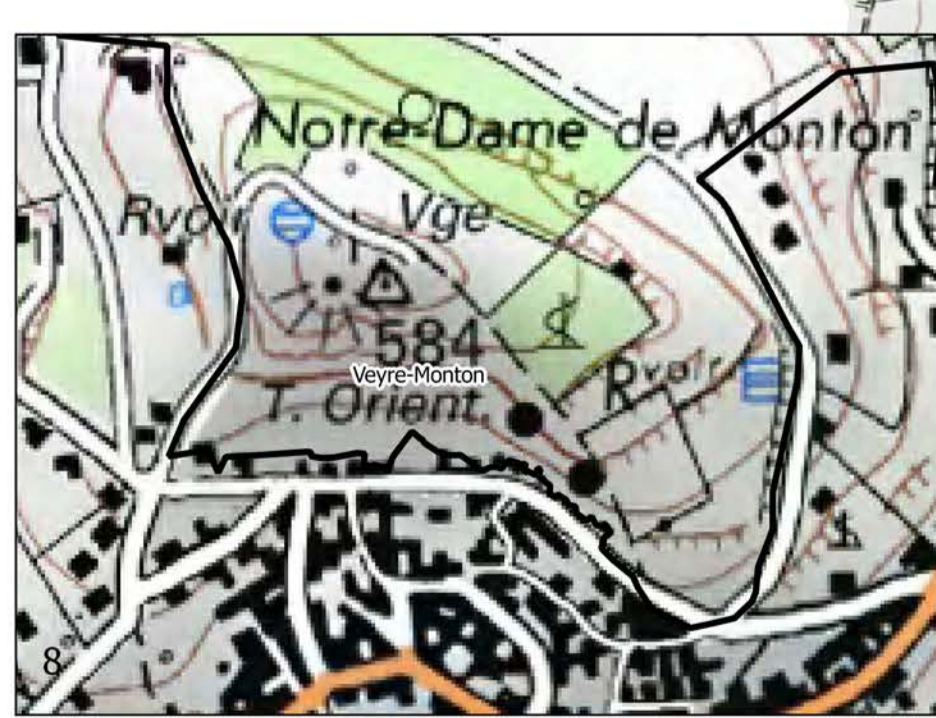 Notre-Dame de Monton
Rvoir
Vge
584
Veyre-Monton
T. Orient.
Rvoir
8